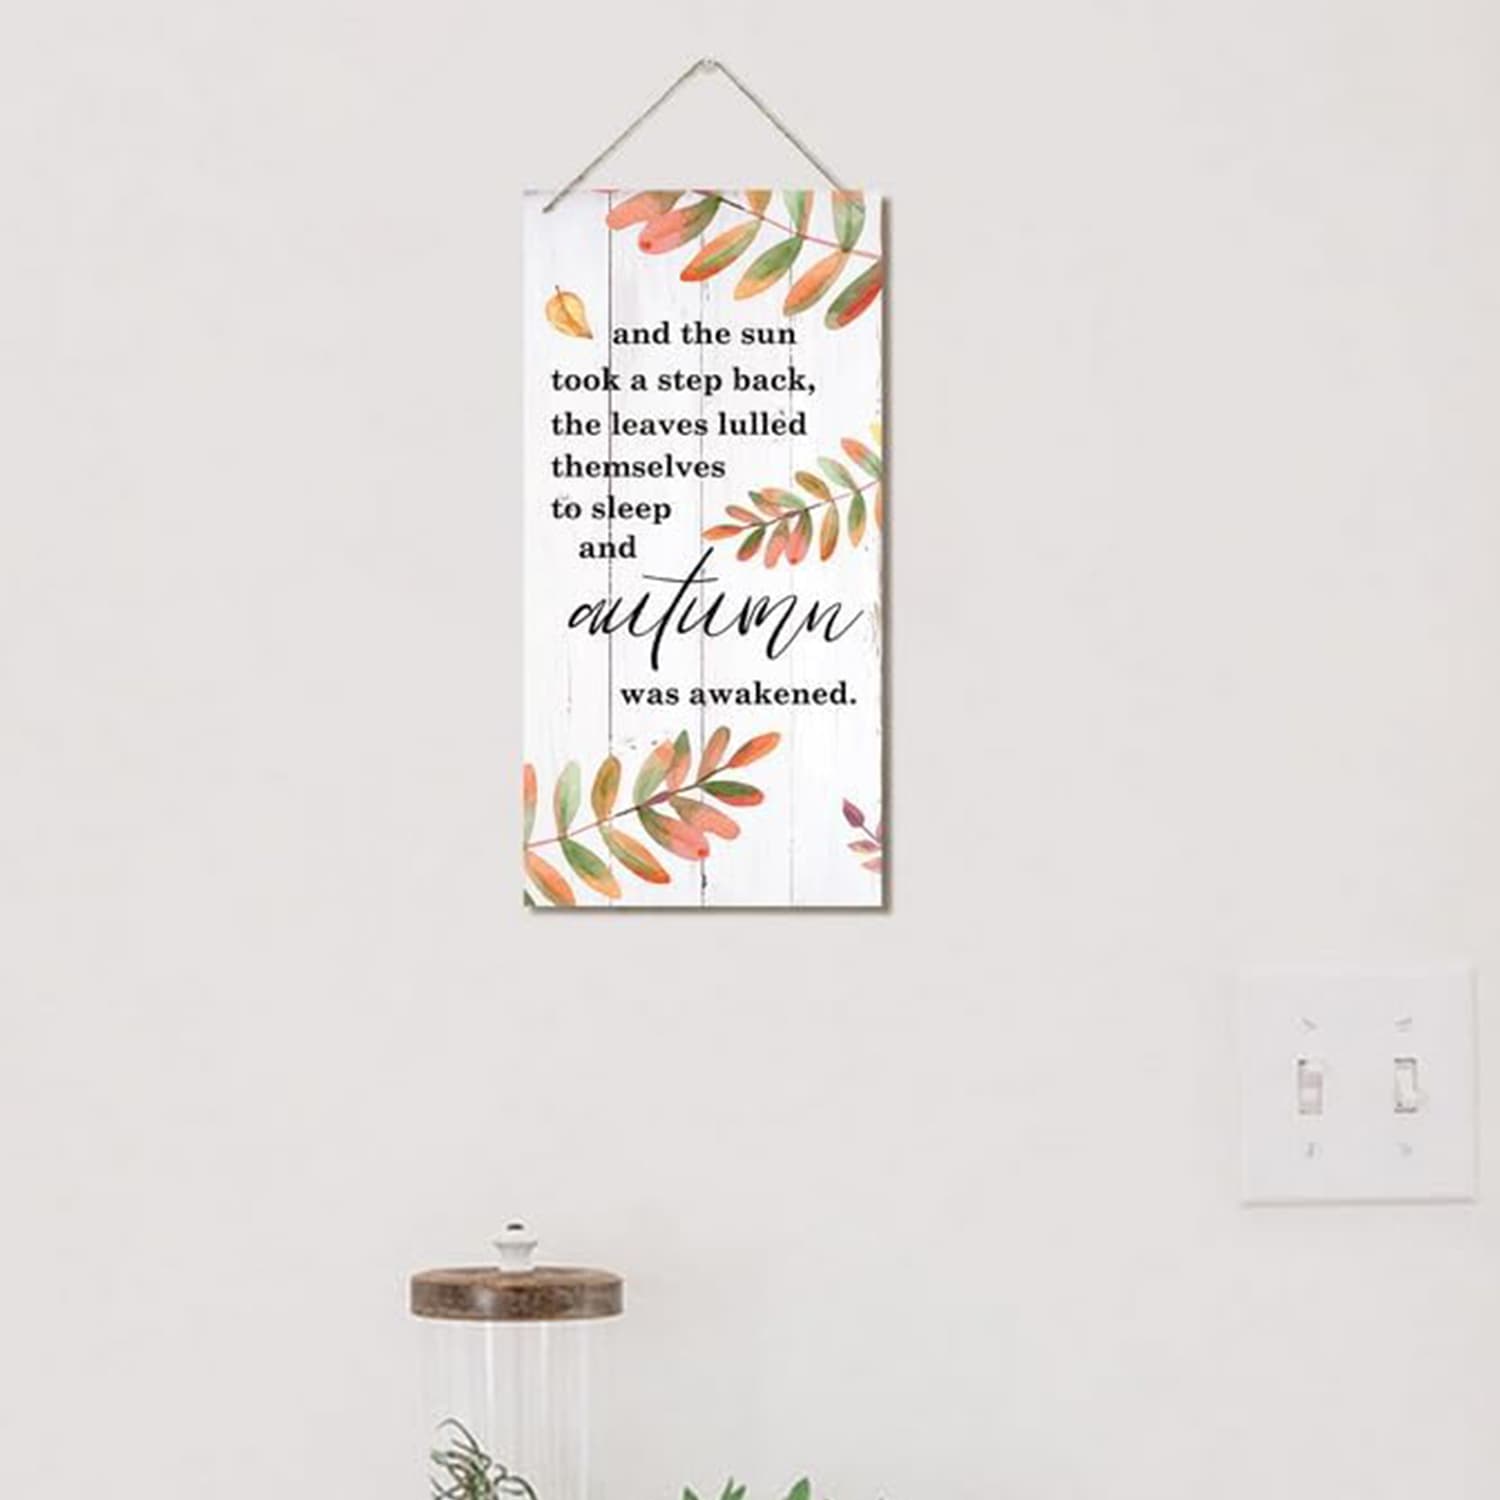 and the sun
took a step back,
the leaves lulled
themselves
to sleep
and
autumn
was awakened.